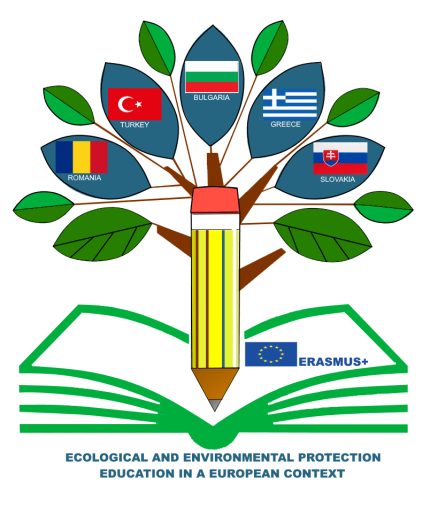 BULGARIA
TURKEY
GREECE
ROMANIA
SLOVAKIA
ERASMUS+
ECOLOGICAL AND ENVIRONMENTAL PROTECTION
EDUCATION IN A EUROPEAN CONTEXT